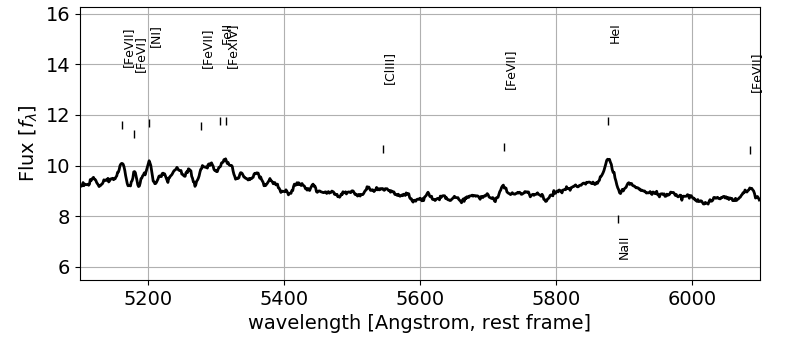 [FeVII]
[FeVI]
[NI]
[FeVII]
FeII
[FeXIV]
[ClIII]
[FeVII]
HeI
[FeVII]
NaII
16
14
12
10
8
6
Flux [fλ]
5200 5400 5600 5800 6000
wavelength [Angstrom, rest frame]